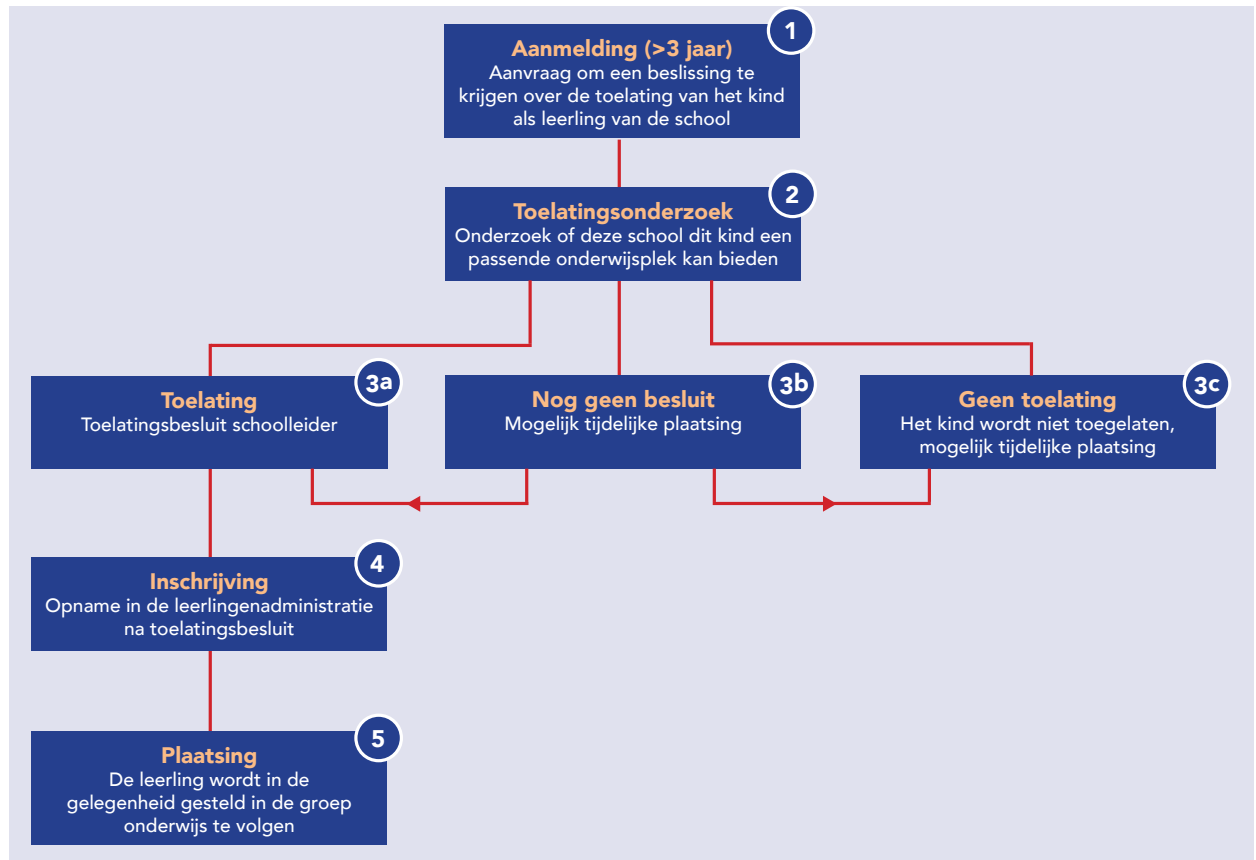 1
Aanmelding (>3 jaar)
Aanvraag om een beslissing te
krijgen over de toelating van het kind
als leerling van de school
2
Toelatingsonderzoek
Onderzoek of deze school dit kind een
passende onderwijsplek kan bieden
3a
Toelating
Toelatingsbesluit schoolleider
3b
Nog geen besluit
Mogelijk tijdelijke plaatsing
3c
Geen toelating
Het kind wordt niet toegelaten,
mogelijk tijdelijke plaatsing
4
Inschrijving
Opname in de leerlingenadministratie
na toelatingsbesluit
5
Plaatsing
De leerling wordt in de
gelegenheid gesteld in de groep
onderwijs te volgen